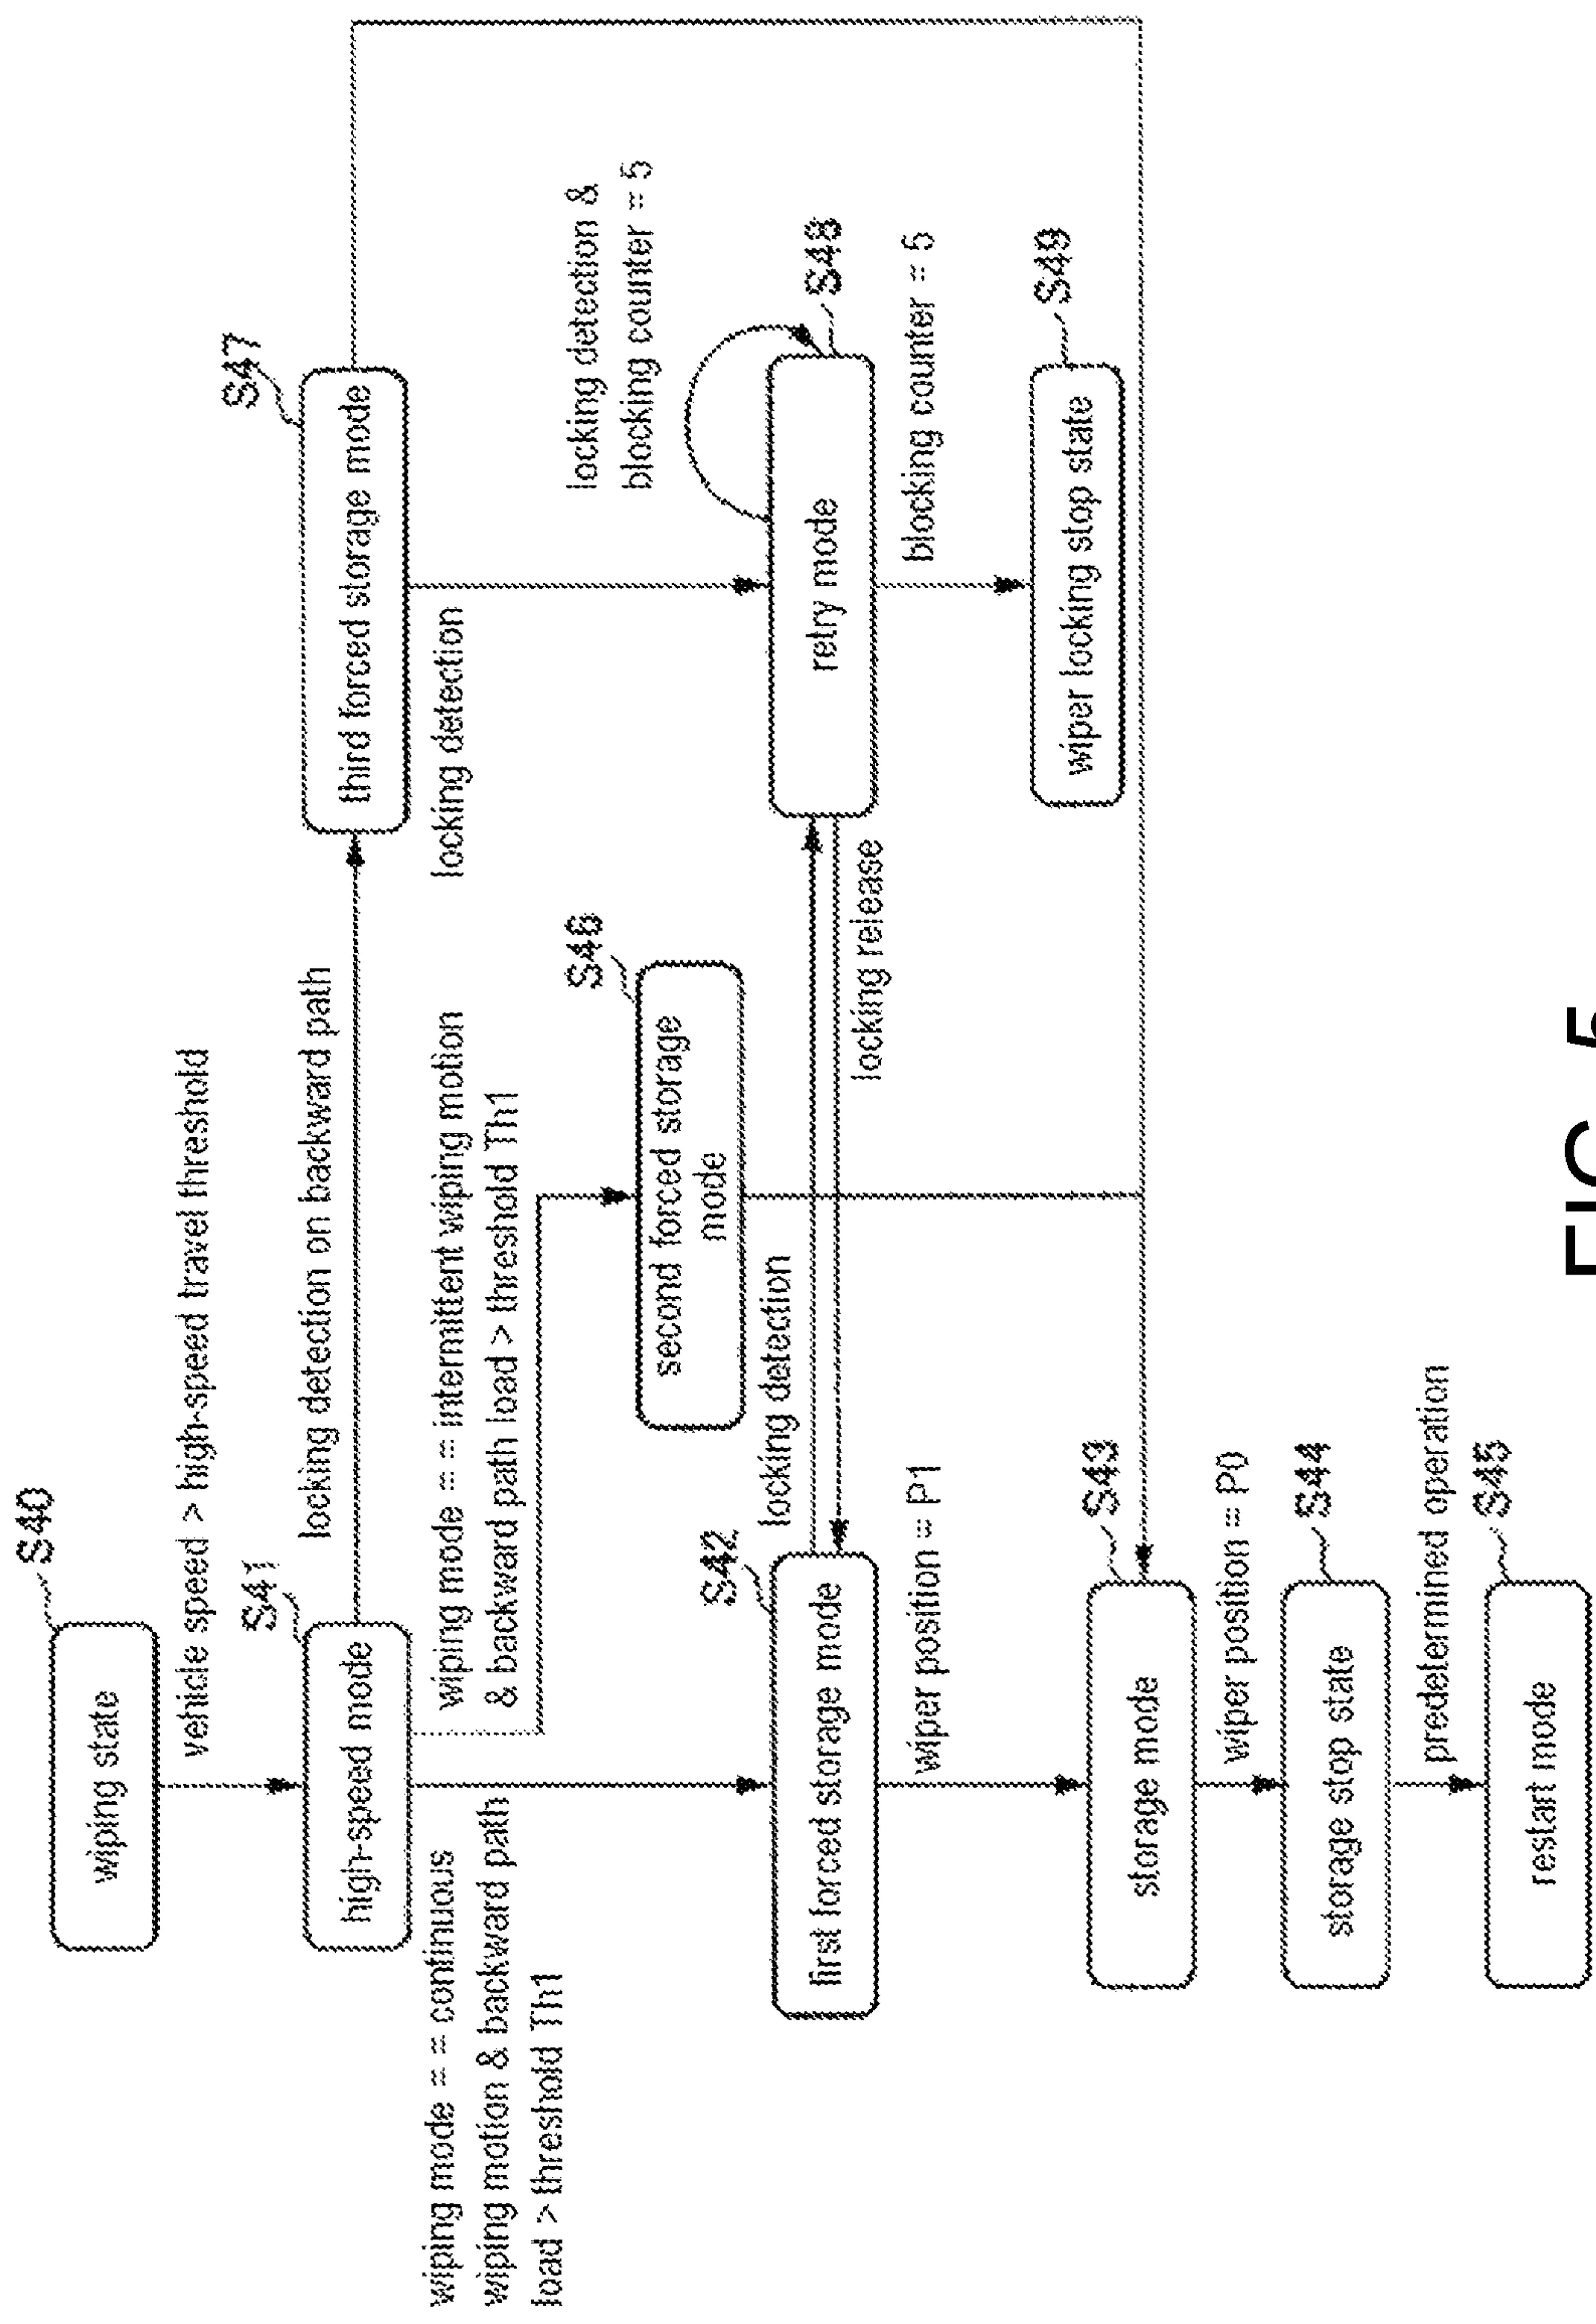 S40
wiping state
vehicle speed > high-speed travel threshold
S41
high-speed mode
locking detection on backward path
S47
third forced storage mode
wiping mode = = continuous
wiping motion & backward path
load > threshold Th1
wiping mode = = intermittent wiping motion
& backward path load > threshold Th1
locking detection
S46
second forced storage
mode
locking detection &
blocking counter = 5
S42
first forced storage mode
locking detection
locking release
S48
retry mode
wiper position = P1
blocking counter = 5
S43
storage mode
S49
wiper locking stop state
wiper position = P0
S44
storage stop state
predetermined operation
S45
restart mode